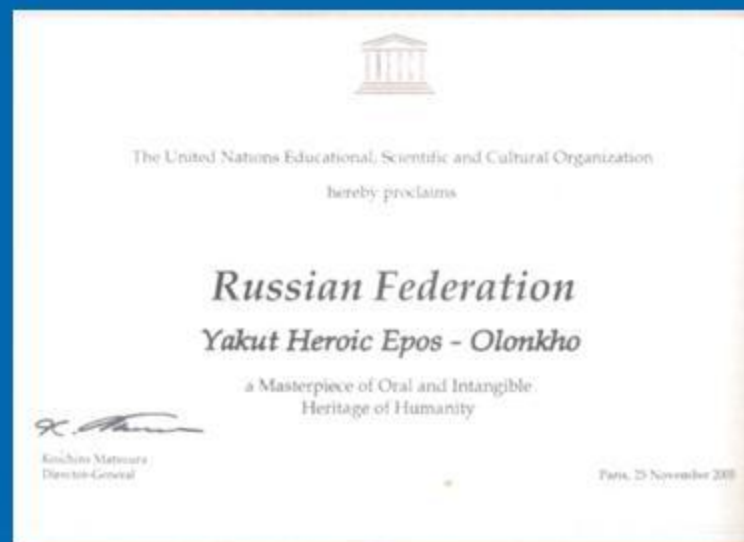 The United Nations Educational, Scientific and Cultural Organization
hereby proclaims
Russian Federation
Yakut Heroic Epos - Olonkho
a Masterpiece of Oral and Intangible
Heritage of Humanity
Koichiro Matsuura
Director-General
Paris, 25 November 2005